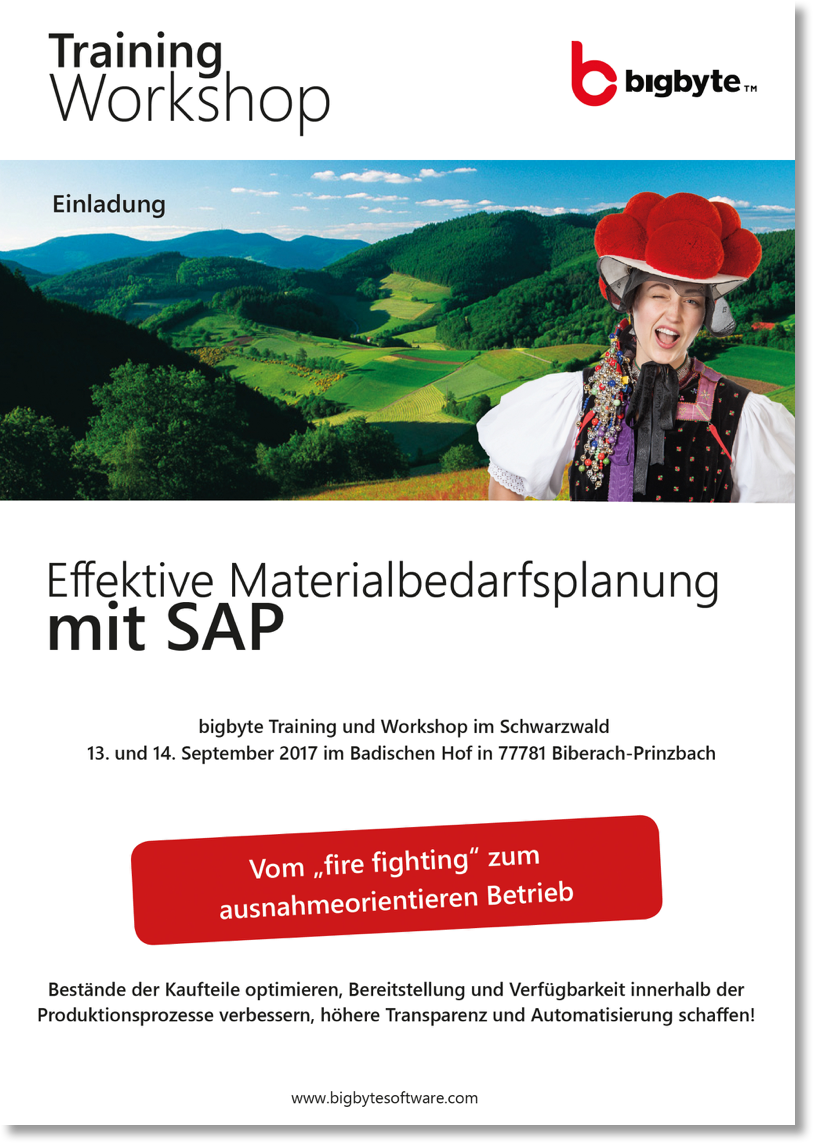 Training
Workshop
bigbyte™
Einladung
Effektive Materialbedarfsplanung
mit SAP
bigbyte Training und Workshop im Schwarzwald
13. und 14. September 2017 im Badischen Hof in 77781 Biberach-Prinzbach
Vom „fire fighting“ zum
ausnahmeorientieren Betrieb
Bestände der Kaufteile optimieren, Bereitstellung und Verfügbarkeit innerhalb der
Produktionsprozesse verbessern, höhere Transparenz und Automatisierung schaffen!
www.bigbytesoftware.com